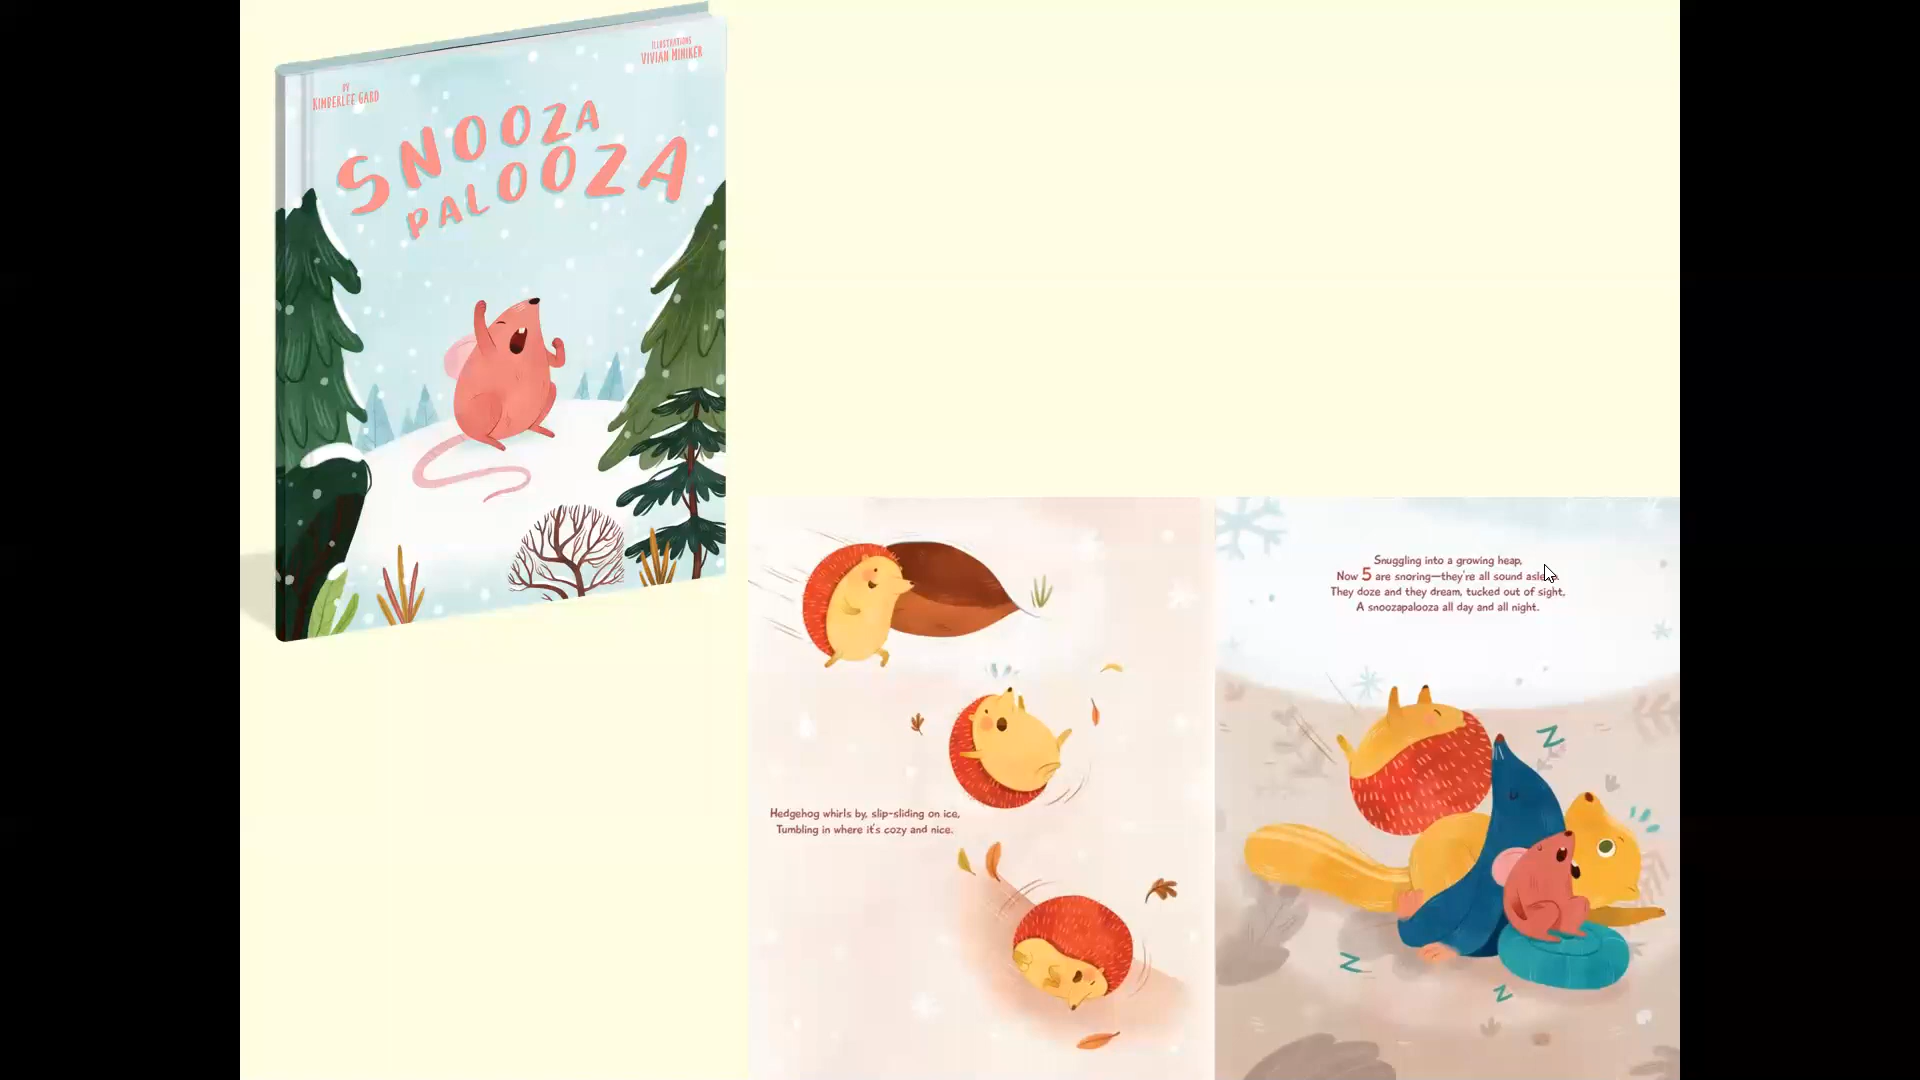 BY
KIMBERLEE GARD
ILLUSTRATIONS
VIVIAN MINEKER
SNOOZA
PALOOZA
Hedgehog whirls by, slip-sliding on ice,
Tumbling in where it's cozy and nice.
Snuggling into a growing heap,
Now 5 are snoring—they're all sound asleep.
They doze and they dream, tucked out of sight,
A snoozapalooza all day and all night.
Z
Z
Z